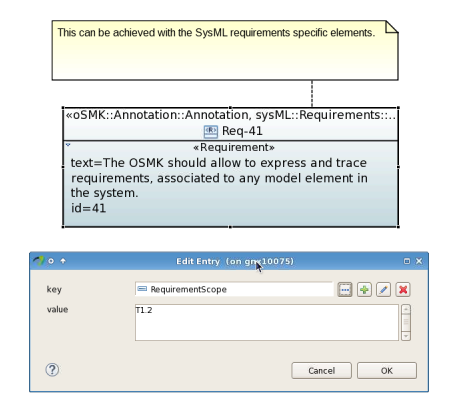 This can be achieved with the SysML requirements specific elements.
«oSMK::Annotation::Annotation, sysML::Requirements::...
Req-41
«Requirement»
text=The OSMK should allow to express and trace
requirements, associated to any model element in
the system.
id=41
Edit Entry (on gnx10075)
key
RequirementScope
value
T1.2
Cancel
OK